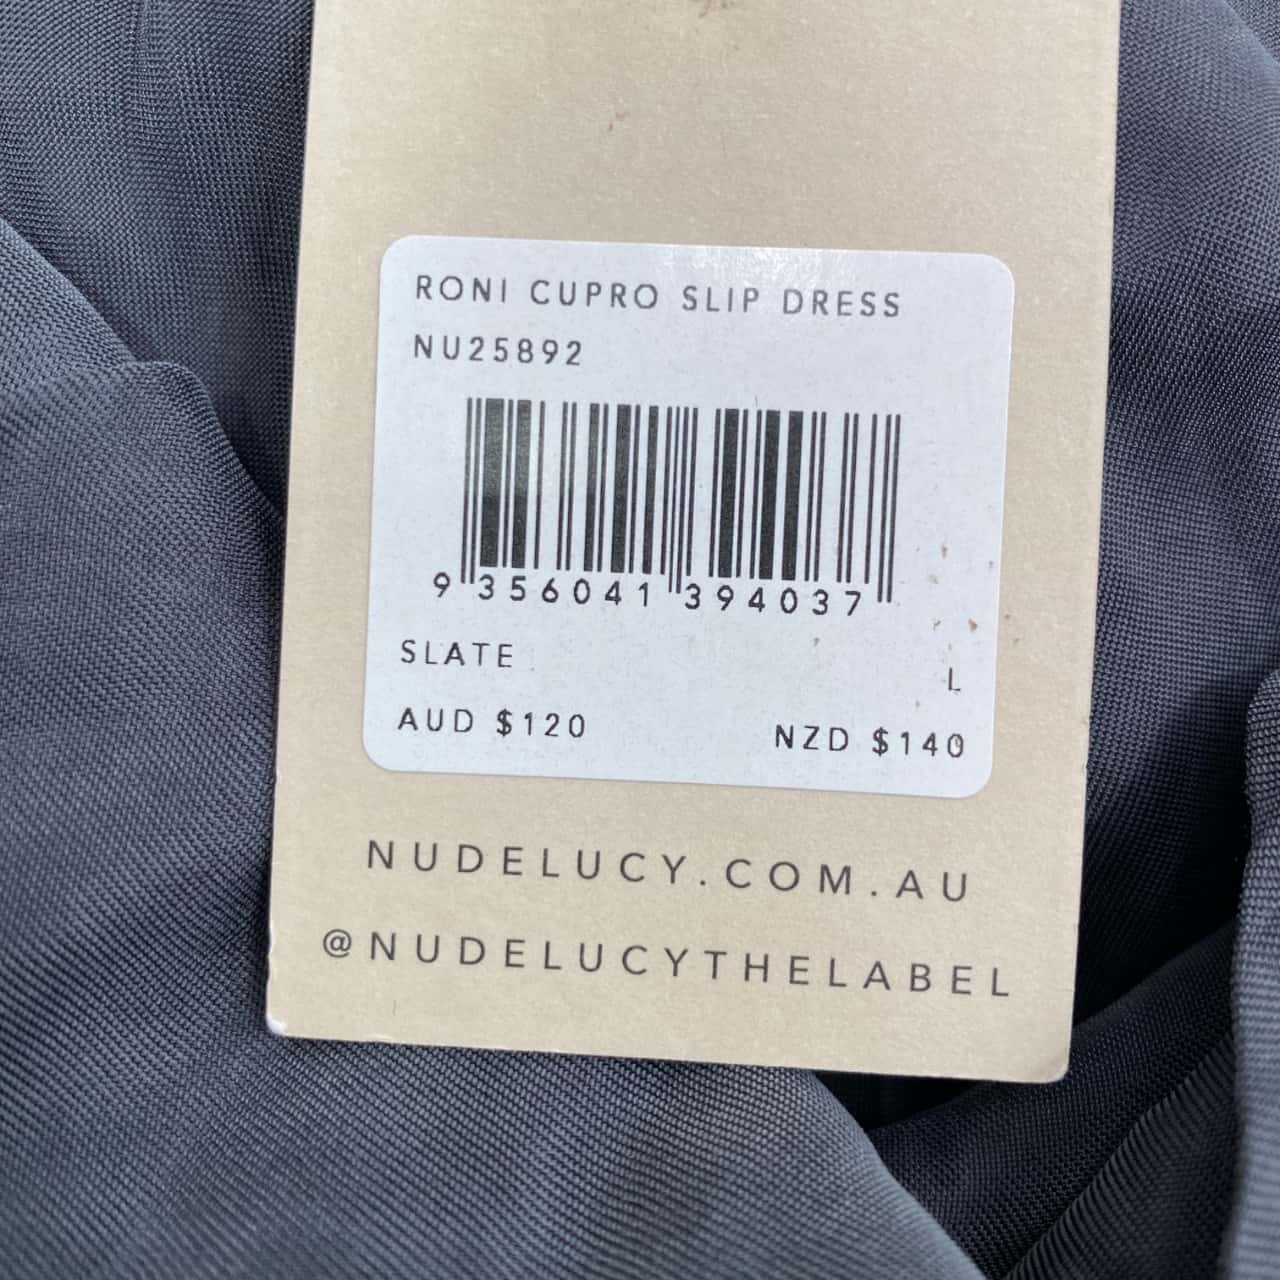 RONI CUPRO SLIP DRESS
NU25892
9 356041 394037
SLATE
L
AUD $120 NZD $140
NUDELUCY.COM.AU
@NUDELUCYTHELABEL